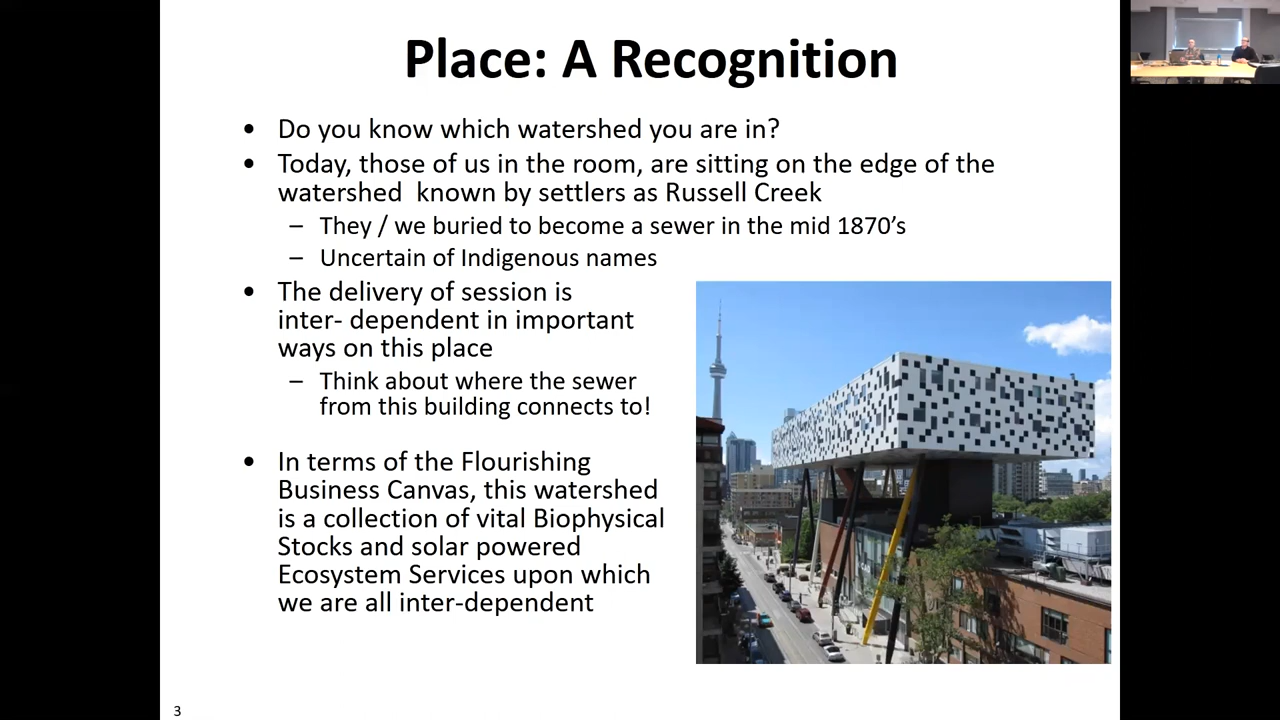 Place: A Recognition
• Do you know which watershed you are in?
• Today, those of us in the room, are sitting on the edge of the
watershed  known by settlers as Russell Creek
– They / we buried to become a sewer in the mid 1870’s
– Uncertain of Indigenous names
• The delivery of session is
inter- dependent in important
ways on this place
– Think about where the sewer
from this building connects to!
• In terms of the Flourishing
Business Canvas, this watershed
is a collection of vital Biophysical
Stocks and solar powered
Ecosystem Services upon which
we are all inter-dependent
3